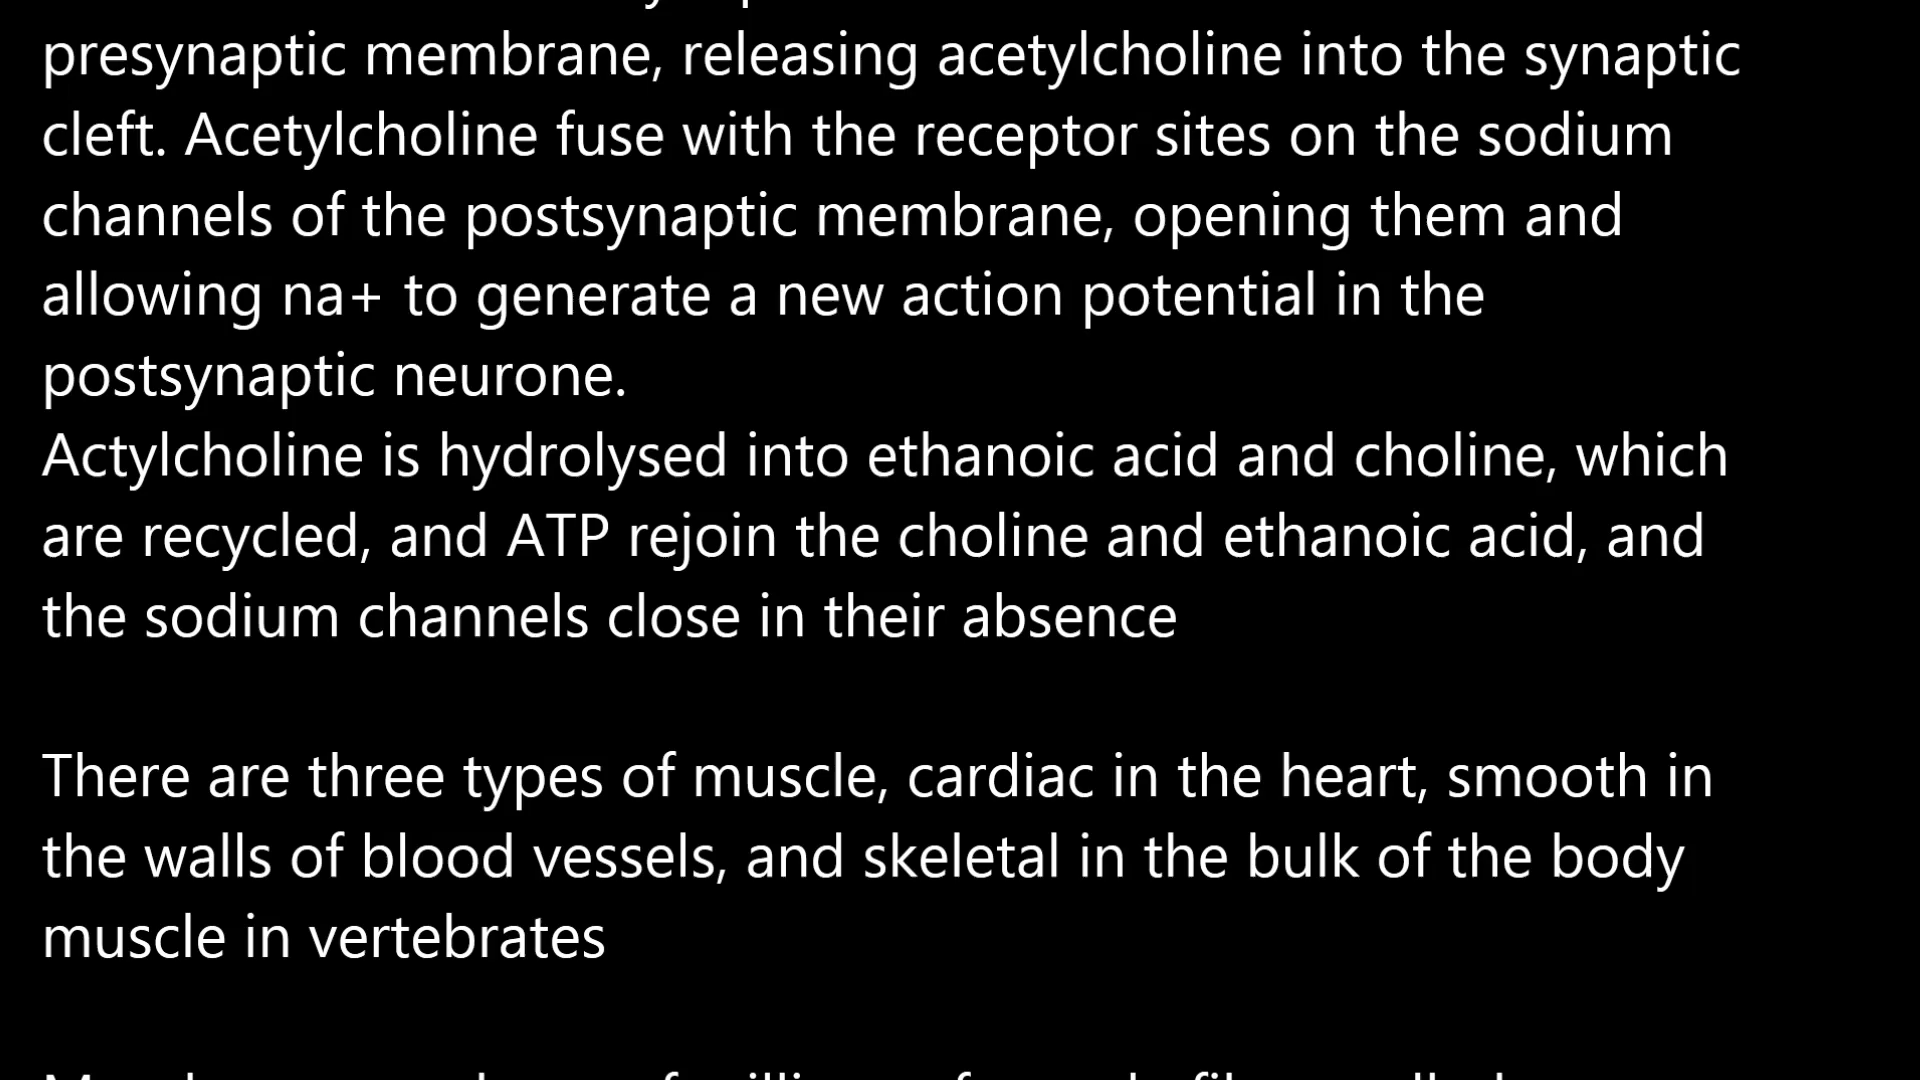 presynaptic membrane, releasing acetylcholine into the synaptic
cleft. Acetylcholine fuse with the receptor sites on the sodium
channels of the postsynaptic membrane, opening them and
allowing na+ to generate a new action potential in the
postsynaptic neurone.
Actylcholine is hydrolysed into ethanoic acid and choline, which
are recycled, and ATP rejoin the choline and ethanoic acid, and
the sodium channels close in their absence
There are three types of muscle, cardiac in the heart, smooth in
the walls of blood vessels, and skeletal in the bulk of the body
muscle in vertebrates